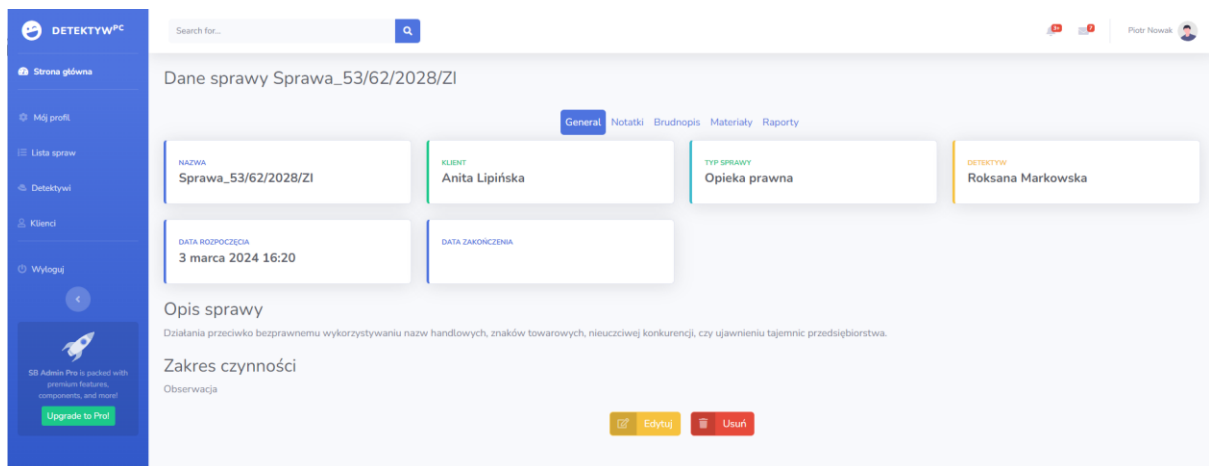 DETEKTYWPC
Search for...
3+
7
Piotr Nowak
Strona główna
Mój profil
Lista spraw
Detektywi
Klienci
Wyloguj
SB Admin Pro is packed with
premium features,
components, and more!
Upgrade to Pro!
Dane sprawy Sprawa_53/62/2028/ZI
General Notatki Brudnopis Materiały Raporty
NAZWA
Sprawa_53/62/2028/ZI
KLIENT
Anita Lipińska
TYP SPRAWY
Opieka prawna
DETEKTYW
Roksana Markowska
DATA ROZPOCZĘCIA
3 marca 2024 16:20
DATA ZAKOŃCZENIA
Opis sprawy
Działania przeciwko bezprawnemu wykorzystywaniu nazw handlowych, znaków towarowych, nieuczciwej konkurencji, czy ujawnieniu tajemnic przedsiębiorstwa.
Zakres czynności
Obserwacja
Edytuj
Usuń